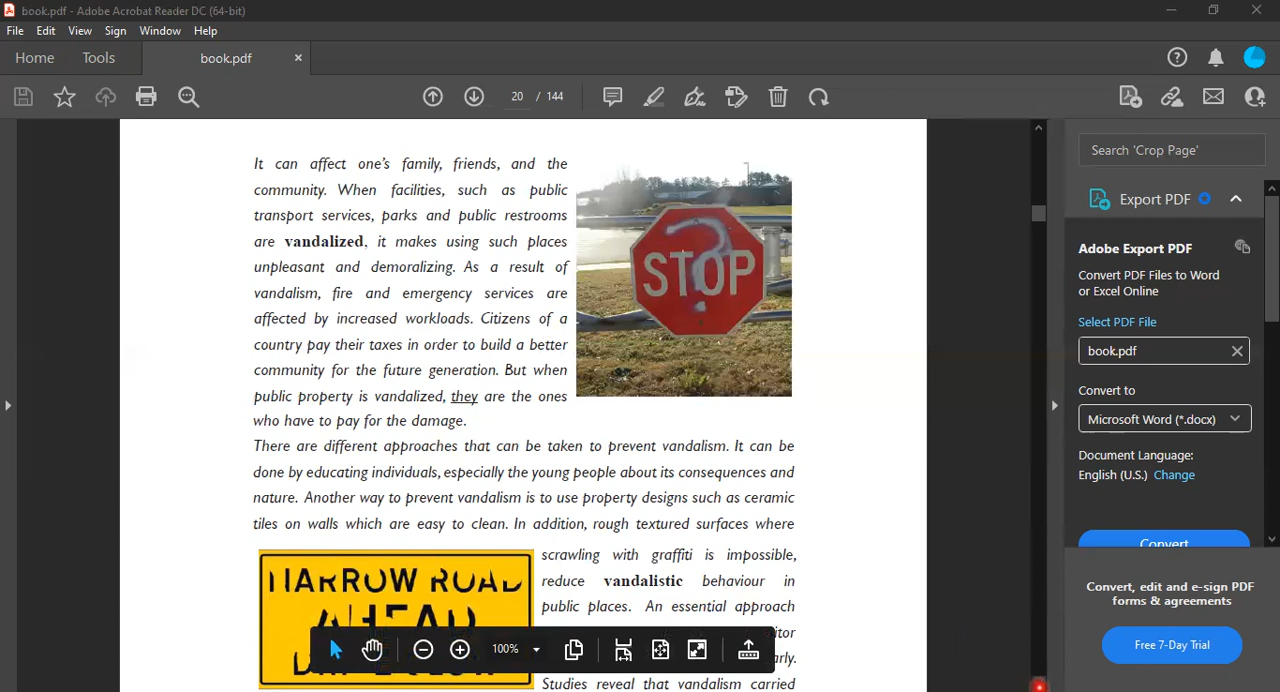 book.pdf - Adobe Acrobat Reader DC (64-bit)
File Edit View Sign Window Help
Home Tools book.pdf ×
20 / 144
Search 'Crop Page'
Export PDF
Adobe Export PDF
Convert PDF Files to Word
or Excel Online
Select PDF File
book.pdf
Convert to
Microsoft Word (*.docx)
Document Language:
English (U.S.) Change
Convert
Convert, edit and e-sign PDF
forms & agreements
Free 7-Day Trial
It can affect one's family, friends, and the
community. When facilities, such as public
transport services, parks and public restrooms
are vandalized, it makes using such places
unpleasant and demoralizing. As a result of
vandalism, fire and emergency services are
affected by increased workloads. Citizens of a
country pay their taxes in order to build a better
community for the future generation. But when
public property is vandalized, they are the ones
who have to pay for the damage.
?
STOP
There are different approaches that can be taken to prevent vandalism. It can be
done by educating individuals, especially the young people about its consequences and
nature. Another way to prevent vandalism is to use property designs such as ceramic
tiles on walls which are easy to clean. In addition, rough textured surfaces where
scrawling with graffiti is impossible,
reduce vandalistic behaviour in
public places. An essential approach
Studies reveal that vandalism carried
NARROW ROAD
AHEAD
100%